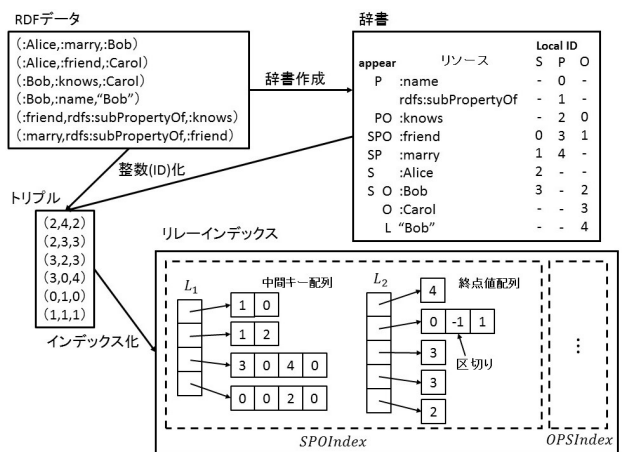 RDFデータ
(:Alice,:marry,:Bob)
(:Alice,:friend,:Carol)
(:Bob,:knows,:Carol)
(:Bob,:name,“Bob”)
(:friend,rdfs:subPropertyOf,:knows)
(:marry,rdfs:subPropertyOf,:friend)
辞書作成
整数(ID)化
辞書
Local ID
appear リソース S P O
P :name - 0 -
rdfs:subPropertyOf - 1 -
PO :knows - 2 0
SPO :friend 0 3 1
SP :marry 1 4 -
S :Alice 2 - -
S O :Bob 3 - 2
O :Carol - - 3
L “Bob” - - 4
トリプル
(2,4,2)
(2,3,3)
(3,2,3)
(3,0,4)
(0,1,0)
(1,1,1)
インデックス化
リレーインデックス
L1 中間キー配列
1 0
1 2
3 0 4 0
0 0 2 0
L2 終点値配列
4
0 -1 1
区切り
3
3
2
SPOIndex
⋮
OPSIndex